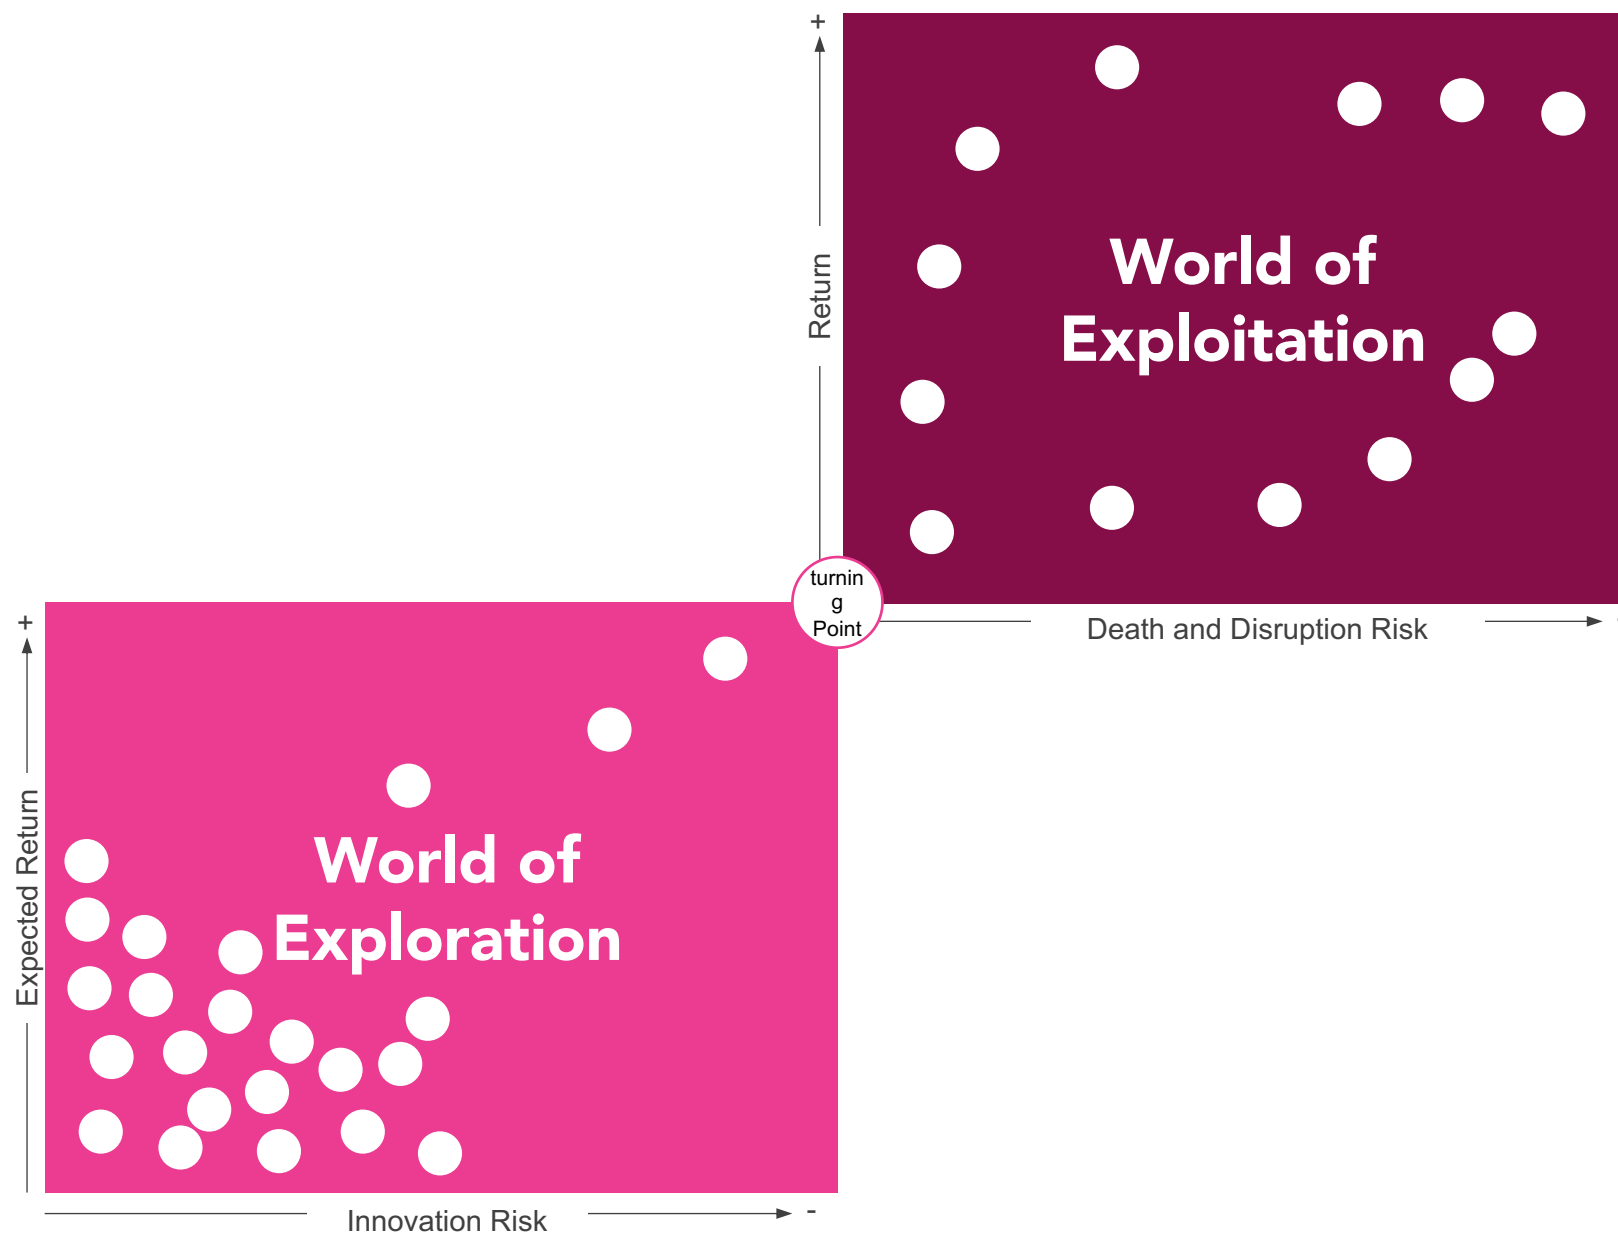 +
Return
World of
Exploitation
turnin
g
Point
Death and Disruption Risk
+
Expected Return
World of
Exploration
Innovation Risk
-